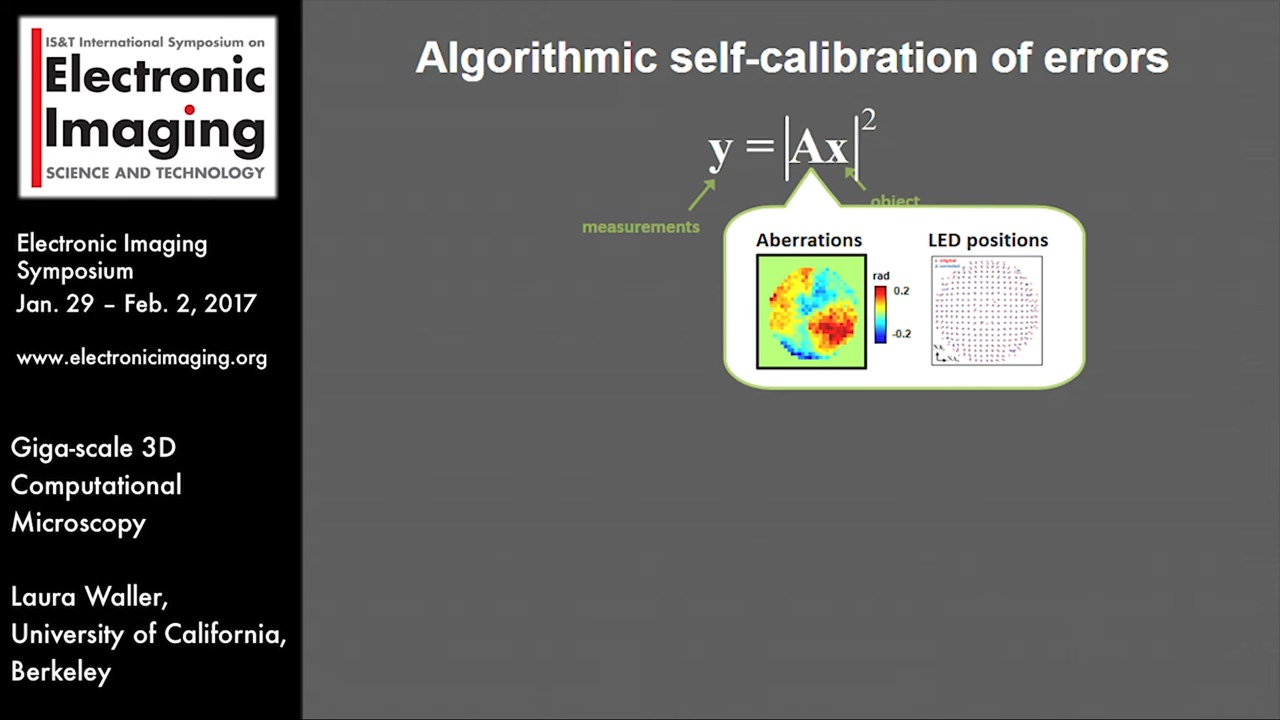 IS&T International Symposium on
Electronic
Imaging
SCIENCE AND TECHNOLOGY
Electronic Imaging
Symposium
Jan. 29 – Feb. 2, 2017
www.electronicimaging.org
Giga-scale 3D
Computational
Microscopy
Laura Waller,
University of California,
Berkeley
Algorithmic self-calibration of errors
y = |Ax|²
measurements
object
Aberrations
LED positions
rad
0.2
-0.2